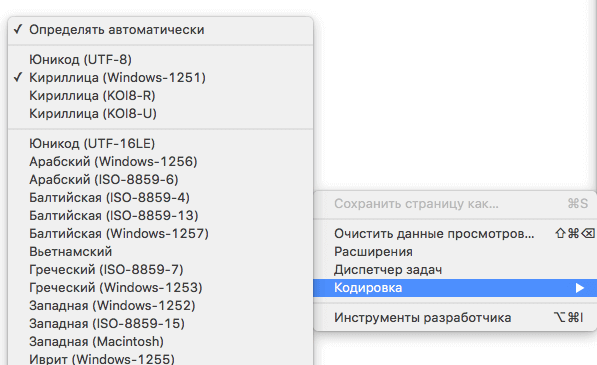 ✓ Определять автоматически
Юникод (UTF-8)
✓ Кириллица (Windows-1251)
Кириллица (KOI8-R)
Кириллица (KOI8-U)
Юникод (UTF-16LE)
Арабский (Windows-1256)
Арабский (ISO-8859-6)
Балтийская (ISO-8859-4)
Балтийская (ISO-8859-13)
Балтийская (Windows-1257)
Вьетнамский
Греческий (ISO-8859-7)
Греческий (Windows-1253)
Западная (Windows-1252)
Западная (ISO-8859-15)
Западная (Macintosh)
Иврит (Windows-1255)
Сохранить страницу как... ⌘S
Очистить данные просмотров... ⇧⌘⌫
Расширения
Диспетчер задач
Кодировка ▶
Инструменты разработчика ⌥⌘I